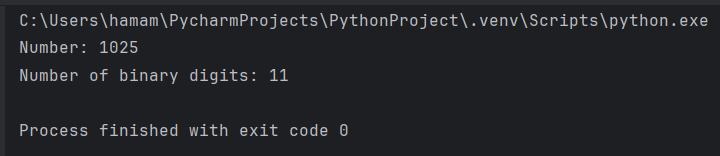 C:\Users\hamam\PycharmProjects\PythonProject\.venv\Scripts\python.exe
Number: 1025
Number of binary digits: 11
Process finished with exit code 0